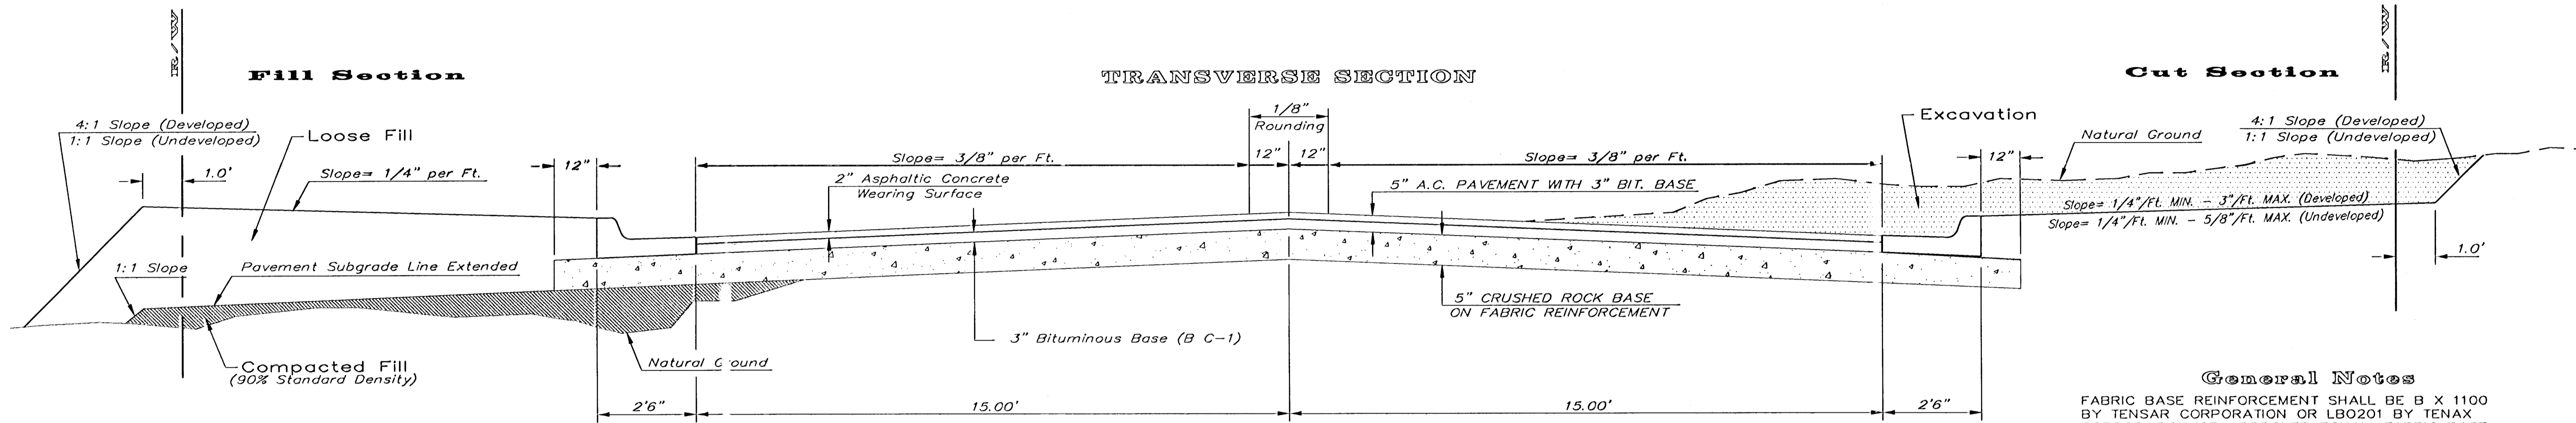 R/W
Fill Section
TRANSVERSE SECTION
Cut Section
R/W
4:1 Slope (Developed)
1:1 Slope (Undeveloped)
Loose Fill
1.0'
Slope= 1/4" per Ft.
12"
Slope= 3/8" per Ft.
2" Asphaltic Concrete
Wearing Surface
1/8"
Rounding
12"
12"
Slope= 3/8" per Ft.
5" A.C. PAVEMENT WITH 3" BIT. BASE
Excavation
Natural Ground
4:1 Slope (Developed)
1:1 Slope (Undeveloped)
12"
Slope= 1/4"/Ft. MIN. - 3"/Ft. MAX. (Developed)
Slope= 1/4"/Ft. MIN. - 5/8"/Ft. MAX. (Undeveloped)
1.0'
1:1 Slope
Pavement Subgrade Line Extended
5" CRUSHED ROCK BASE
ON FABRIC REINFORCEMENT
3" Bituminous Base (B C-1)
Natural G ound
Compacted Fill
(90% Standard Density)
2'6"
15.00'
15.00'
2'6"
General Notes
FABRIC BASE REINFORCEMENT SHALL BE B X 1100
BY TENSAR CORPORATION OR LBO201 BY TENAX